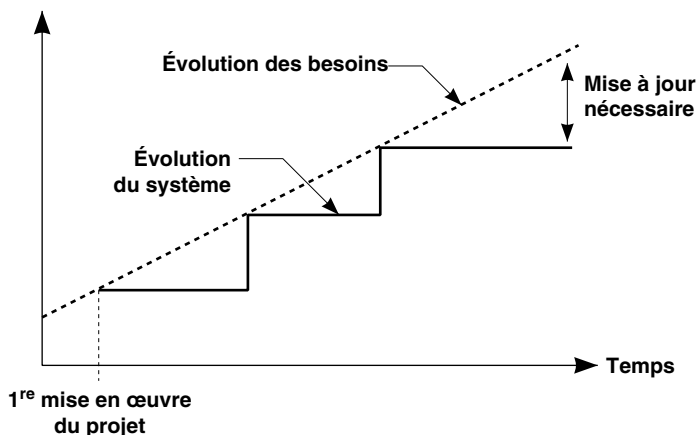 Évolution des besoins
Mise à jour
nécessaire
Évolution
du système
Temps
1re mise en œuvre
du projet